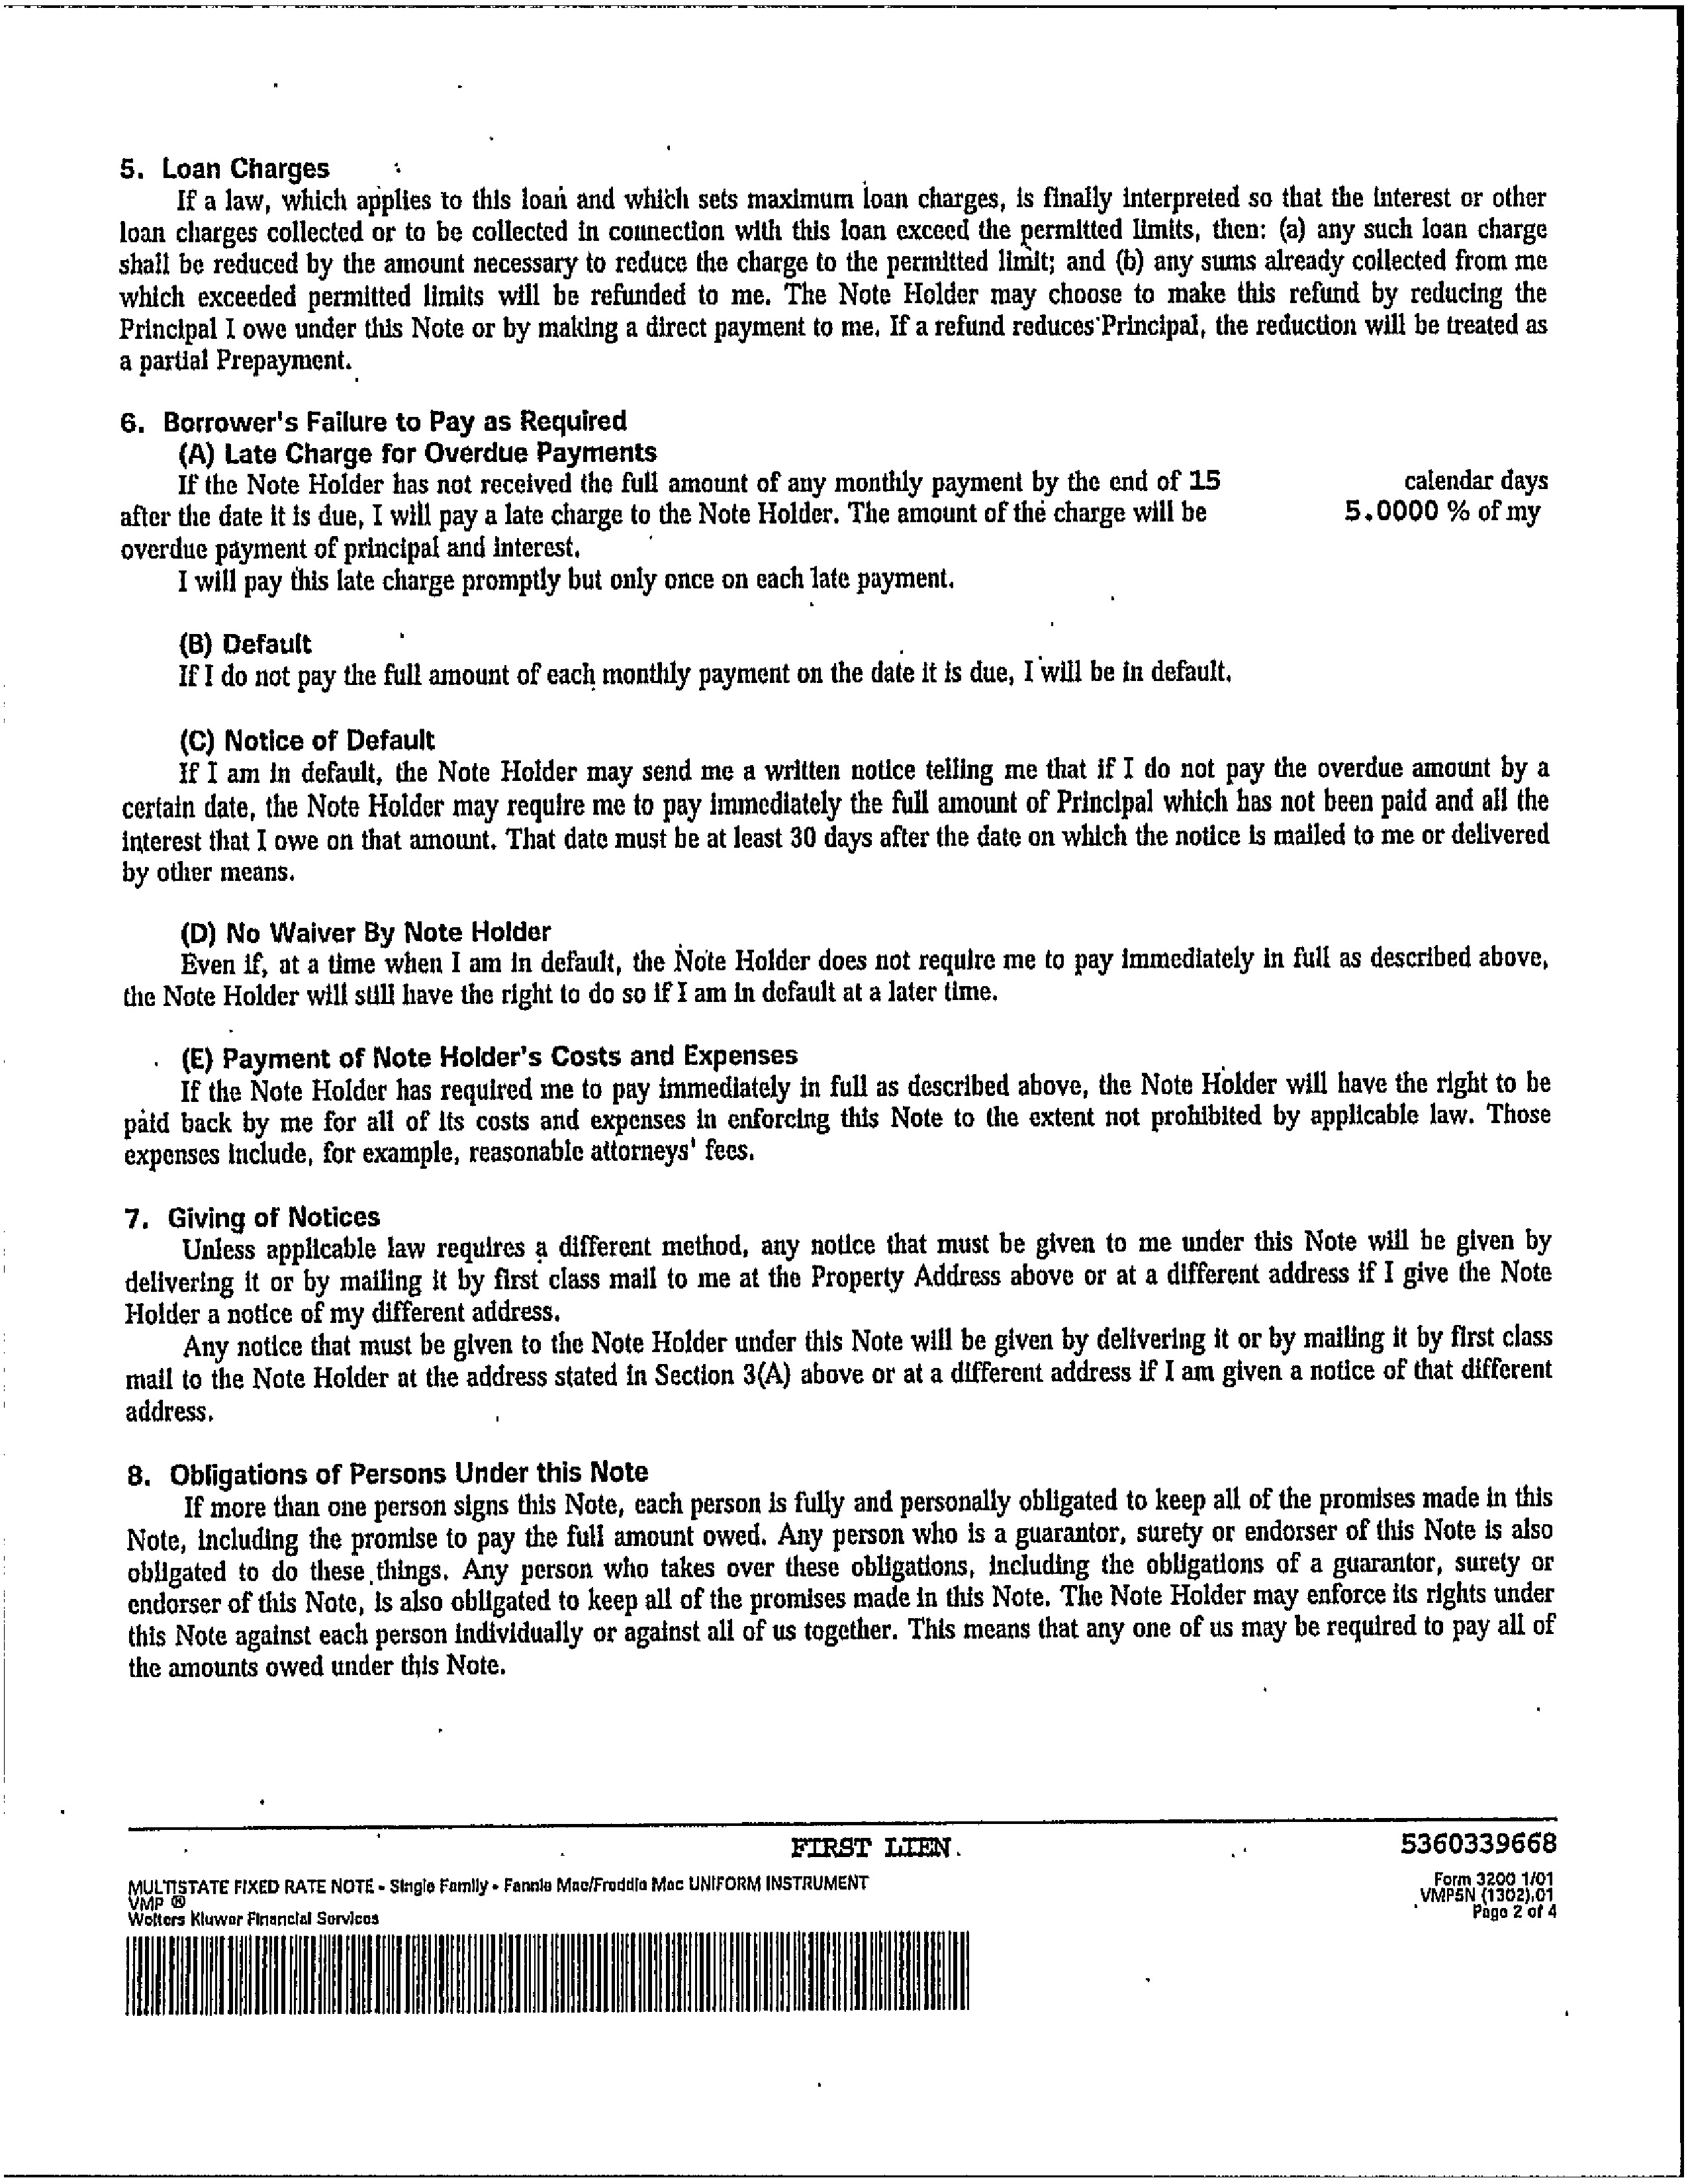 5. Loan Charges
If a law, which applies to this loan and which sets maximum loan charges, is finally interpreted so that the interest or other
loan charges collected or to be collected in connection with this loan exceed the permitted limits, then: (a) any such loan charge
shall be reduced by the amount necessary to reduce the charge to the permitted limit; and (b) any sums already collected from me
which exceeded permitted limits will be refunded to me. The Note Holder may choose to make this refund by reducing the
Principal I owe under this Note or by making a direct payment to me. If a refund reduces Principal, the reduction will be treated as
a partial Prepayment.
6. Borrower's Failure to Pay as Required
(A) Late Charge for Overdue Payments
If the Note Holder has not received the full amount of any monthly payment by the end of 15 calendar days
after the date it is due, I will pay a late charge to the Note Holder. The amount of the charge will be 5.0000 % of my
overdue payment of principal and interest.
I will pay this late charge promptly but only once on each late payment.
(B) Default
If I do not pay the full amount of each monthly payment on the date it is due, I will be in default.
(C) Notice of Default
If I am in default, the Note Holder may send me a written notice telling me that if I do not pay the overdue amount by a
certain date, the Note Holder may require me to pay immediately the full amount of Principal which has not been paid and all the
interest that I owe on that amount. That date must be at least 30 days after the date on which the notice is mailed to me or delivered
by other means.
(D) No Waiver By Note Holder
Even if, at a time when I am in default, the Note Holder does not require me to pay immediately in full as described above,
the Note Holder will still have the right to do so if I am in default at a later time.
(E) Payment of Note Holder's Costs and Expenses
If the Note Holder has required me to pay immediately in full as described above, the Note Holder will have the right to be
paid back by me for all of its costs and expenses in enforcing this Note to the extent not prohibited by applicable law. Those
expenses include, for example, reasonable attorneys' fees.
7. Giving of Notices
Unless applicable law requires a different method, any notice that must be given to me under this Note will be given by
delivering it or by mailing it by first class mail to me at the Property Address above or at a different address if I give the Note
Holder a notice of my different address.
Any notice that must be given to the Note Holder under this Note will be given by delivering it or by mailing it by first class
mail to the Note Holder at the address stated in Section 3(A) above or at a different address if I am given a notice of that different
address.
8. Obligations of Persons Under this Note
If more than one person signs this Note, each person is fully and personally obligated to keep all of the promises made in this
Note, including the promise to pay the full amount owed. Any person who is a guarantor, surety or endorser of this Note is also
obligated to do these things. Any person who takes over these obligations, including the obligations of a guarantor, surety or
endorser of this Note, is also obligated to keep all of the promises made in this Note. The Note Holder may enforce its rights under
this Note against each person individually or against all of us together. This means that any one of us may be required to pay all of
the amounts owed under this Note.
FIRST LIEN. 5360339668
MULTISTATE FIXED RATE NOTE - Single Family - Fannie Mae/Freddie Mac UNIFORM INSTRUMENT Form 3200 1/01
VMP ® VMP5N (1302).01
Wolters Kluwer Financial Services Page 2 of 4